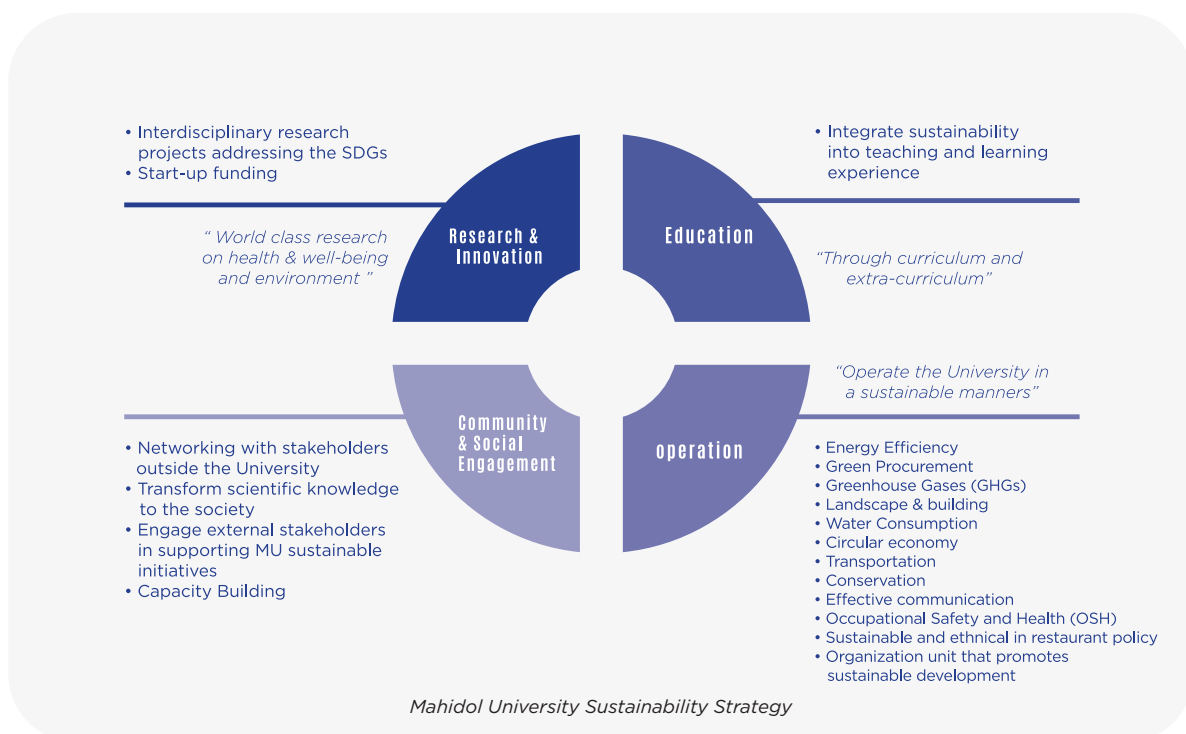 • Interdisciplinary research
projects addressing the SDGs
• Start-up funding
“ World class research
on health & well-being
and environment ”
Research &
Innovation
• Integrate sustainability
into teaching and learning
experience
Education
“Through curriculum and
extra-curriculum”
Community
& Social
Engagement
• Networking with stakeholders
outside the University
• Transform scientific knowledge
to the society
• Engage external stakeholders
in supporting MU sustainable
initiatives
• Capacity Building
“Operate the University in
a sustainable manners”
operation
• Energy Efficiency
• Green Procurement
• Greenhouse Gases (GHGs)
• Landscape & building
• Water Consumption
• Circular economy
• Transportation
• Conservation
• Effective communication
• Occupational Safety and Health (OSH)
• Sustainable and ethnical in restaurant policy
• Organization unit that promotes
sustainable development
Mahidol University Sustainability Strategy